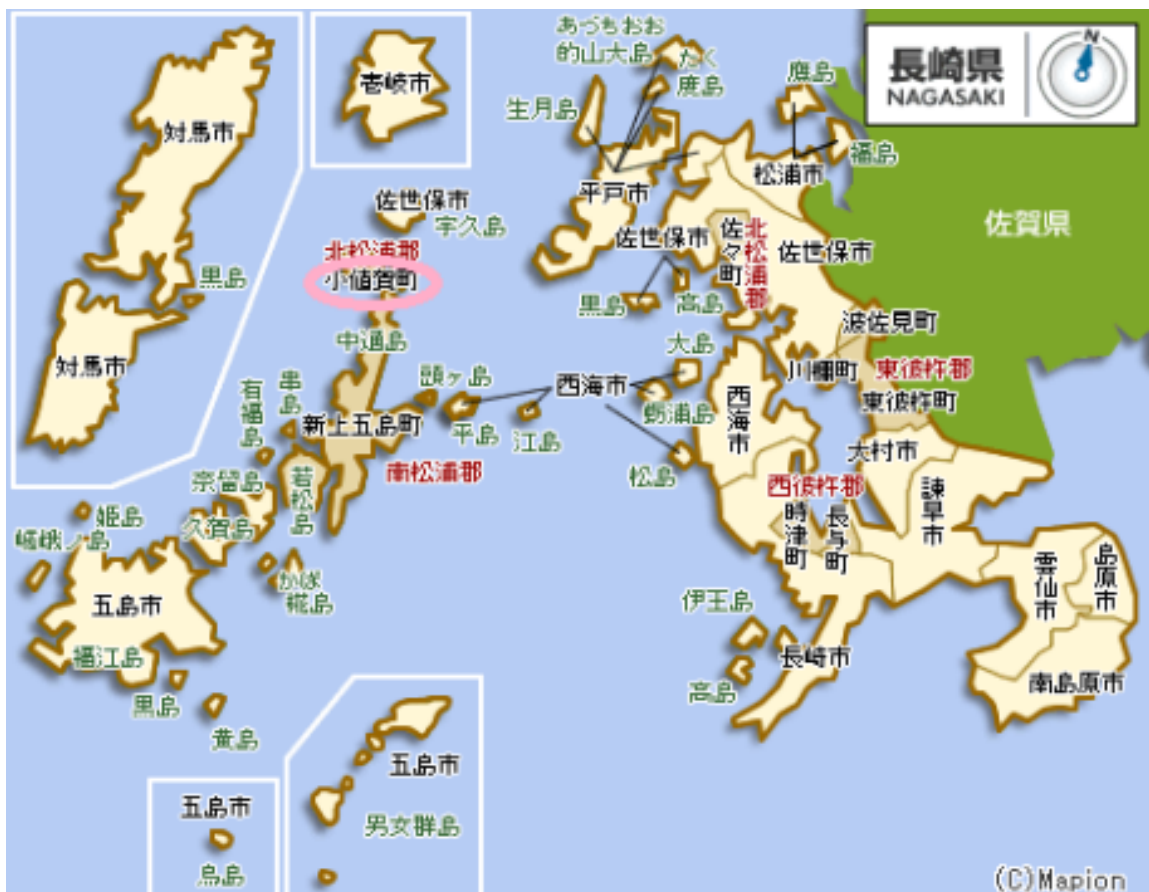 長崎県
NAGASAKI
N
対馬市
黒島
対馬市
壱岐市
あづちおお
的山大島
たく
度島
生月島
鷹島
福島
松浦市
平戸市
佐賀県
佐世保市
宇久島
北松浦郡
小値賀町
佐世保市
佐々町
北松浦郡
佐世保市
黒島
高島
中通島
大島
波佐見町
川棚町
東彼杵郡
東彼杵町
頭ヶ島
西海市
西海市
蛎浦島
有福島
串島
新上五島町
平島
江島
松島
大村市
南松浦郡
西彼杵郡
奈留島
若松島
時津町
長与町
諫早市
姫島
嵯峨ノ島
久賀島
雲仙市
島原市
五島市
かば
椛島
伊王島
福江島
長崎市
高島
南島原市
黒島
黄島
五島市
男女群島
五島市
鳥島
(C)Mapion